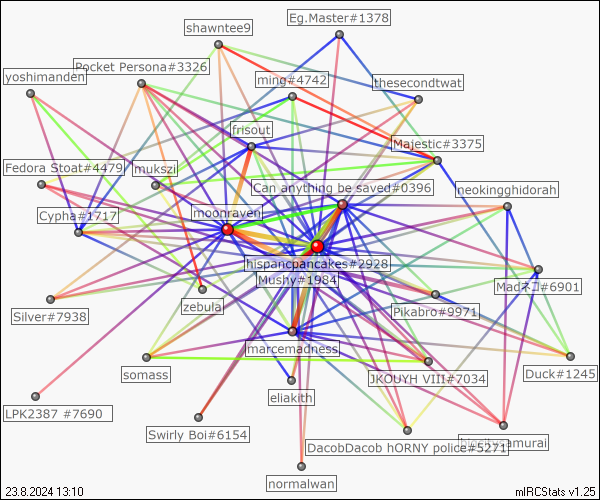 Eg.Master#1378
shawntee9
Pocket Persona#3326
yoshimanden
ming#4742
thesecondtwat
frisout
Majestic#3375
Fedora Stoat#4479
mukszi
Can anything be saved#0396
neokingghidorah
Cypha#1717
moonraven
hispancpancakes#2928
Mushy#1984
Madネコ#6901
zebula
Silver#7938
Pikabro#9971
marcemadness
somass
JKOUYH VIII#7034
Duck#1245
eliakith
LPK2387 #7690
Swirly Boi#6154
DacobDacob hORNY police#5271
samurai
normalwan
23.8.2024 13:10
mIRCStats v1.25